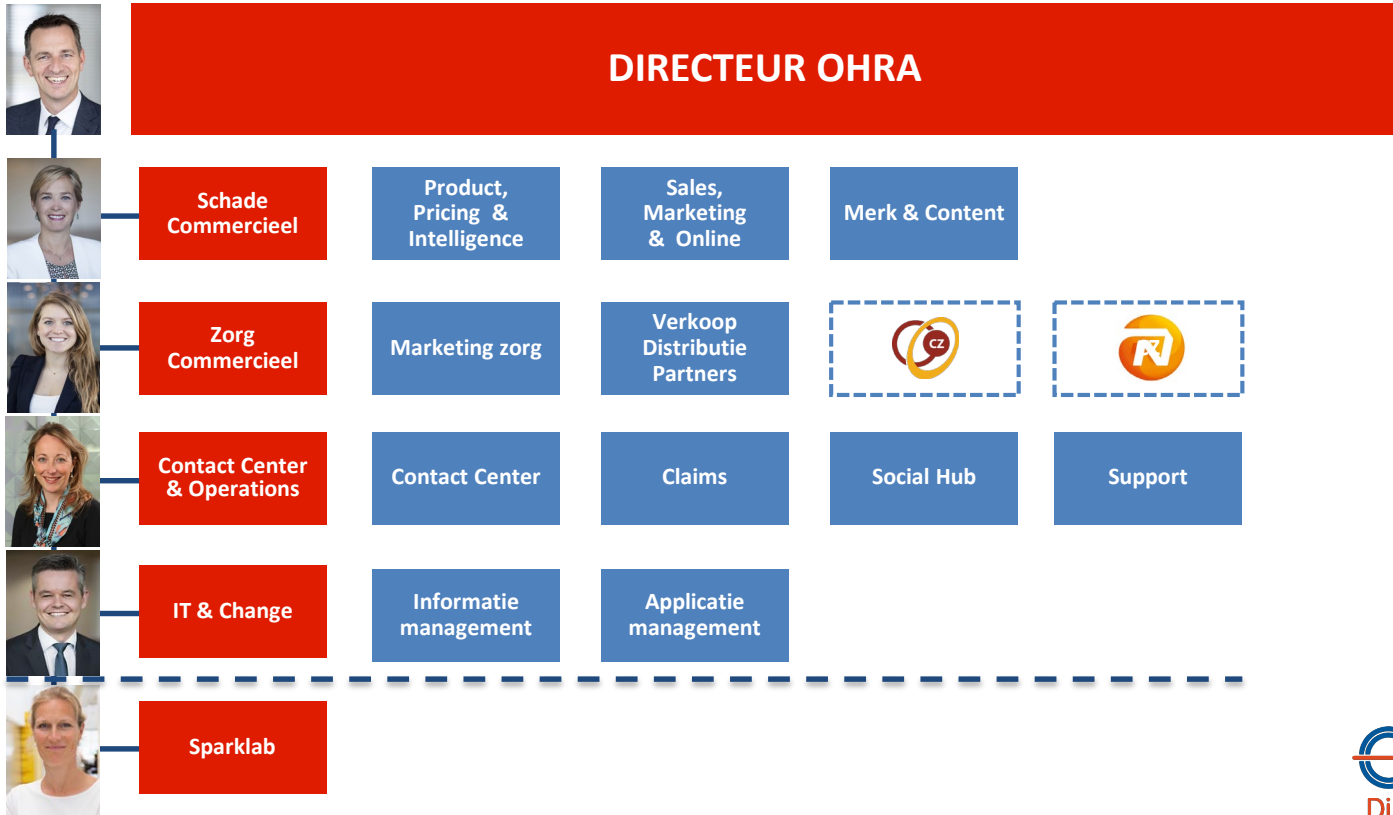 DIRECTEUR OHRA
Schade
Commercieel
Product,
Pricing &
Intelligence
Sales,
Marketing
& Online
Merk & Content
Zorg
Commercieel
Marketing zorg
Verkoop
Distributie
Partners
CZ
Contact Center
& Operations
Contact Center
Claims
Social Hub
Support
IT & Change
Informatie
management
Applicatie
management
Sparklab
Di